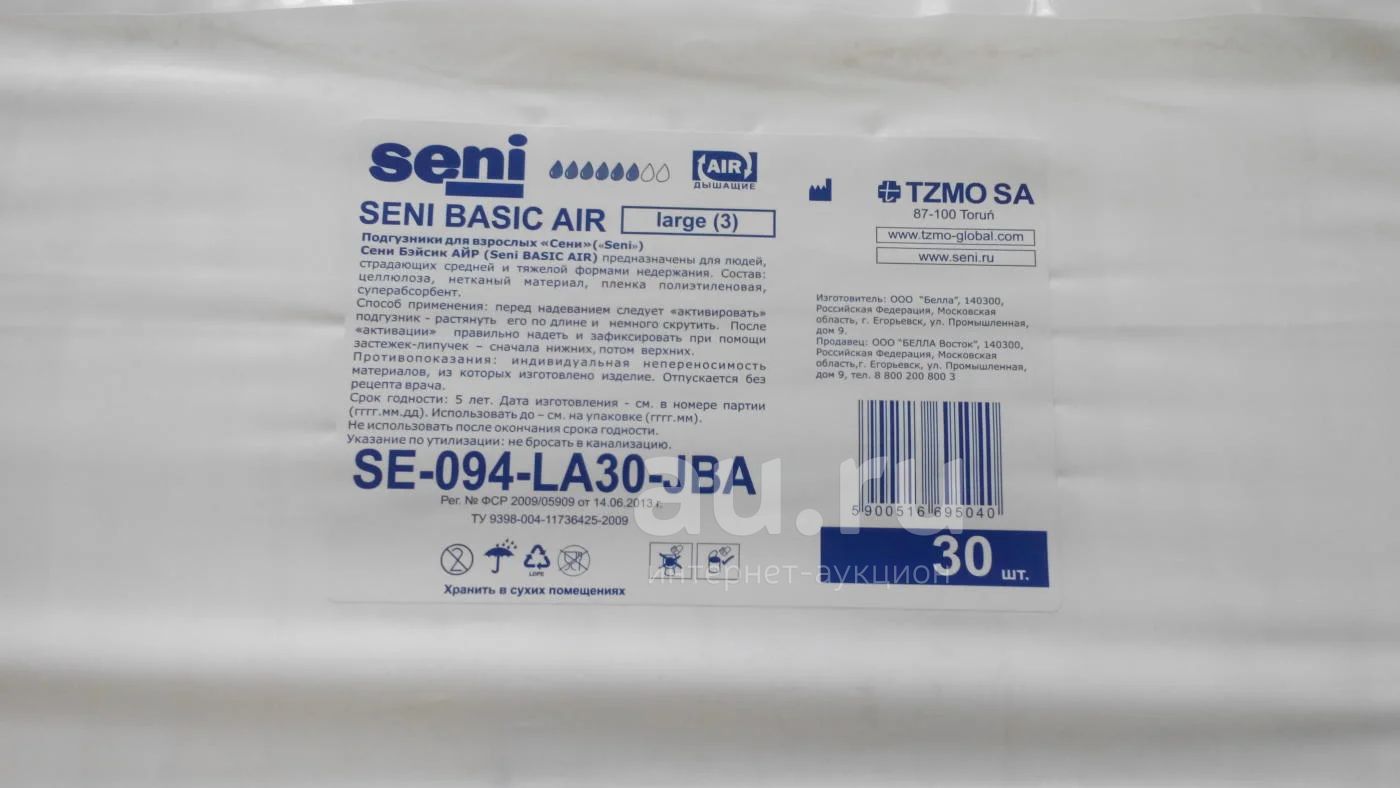 seni
AIR
ДЫШАЩИЕ
SENI BASIC AIR
large (3)
Подгузники для взрослых «Сени»(«Seni»)
Сени Бэйсик АЙР (Seni BASIC AIR) предназначены для людей,
страдающих средней и тяжелой формами недержания. Состав:
целлюлоза, нетканый материал, пленка полиэтиленовая,
суперабсорбент.
Способ применения: перед надеванием следует «активировать»
подгузник - растянуть его по длине и немного скрутить. После
«активации» правильно надеть и зафиксировать при помощи
застежек-липучек – сначала нижних, потом верхних.
Противопоказания: индивидуальная непереносимость
материалов, из которых изготовлено изделие. Отпускается без
рецепта врача.
Срок годности: 5 лет. Дата изготовления - см. в номере партии
(гггг.мм.дд). Использовать до – см. на упаковке (гггг.мм).
Не использовать после окончания срока годности.
Указание по утилизации: не бросать в канализацию.
SE-094-LA30-JBA
Рег. № ФСР 2009/05909 от 14.06.2013 г.
ТУ 9398-004-11736425-2009
2
LDPE
Хранить в сухих помещениях
TZMO SA
87-100 Toruń
www.tzmo-global.com
www.seni.ru
Изготовитель: ООО "Белла", 140300,
Российская Федерация, Московская
область, г. Егорьевск, ул. Промышленная,
дом 9.
Продавец: ООО "БЕЛЛА Восток", 140300,
Российская Федерация, Московская
область,г. Егорьевск, ул. Промышленная,
дом 9, тел. 8 800 200 800 3
5 900516 695040
30 шт.
au.ru
интернет-аукцион